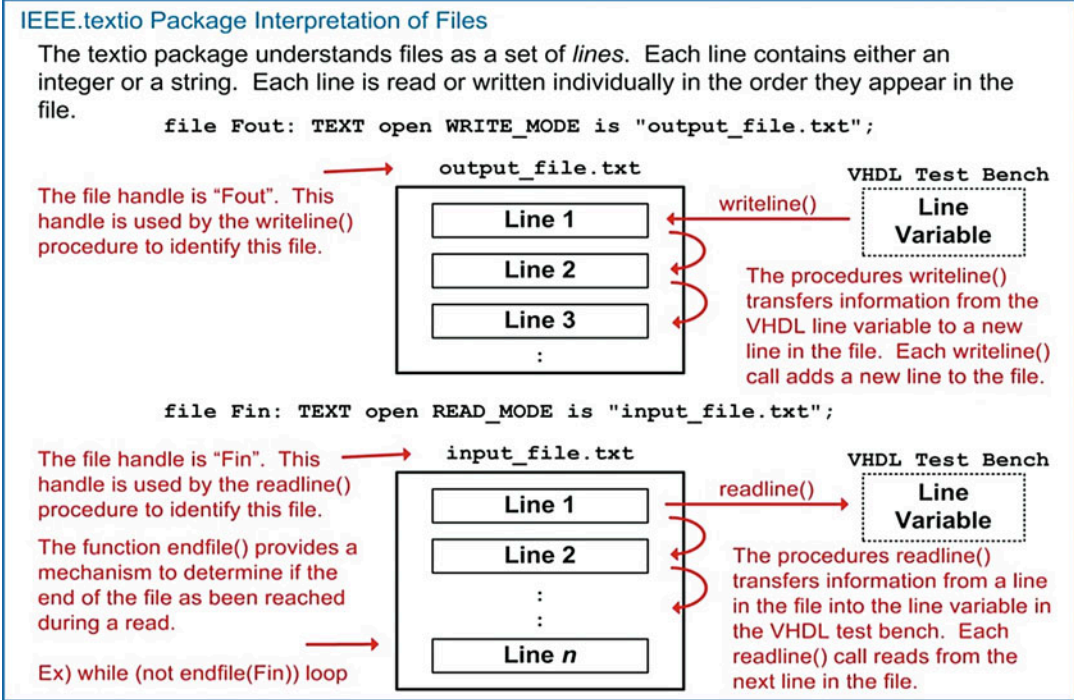 IEEE.textio Package Interpretation of Files
The textio package understands files as a set of lines. Each line contains either an
integer or a string. Each line is read or written individually in the order they appear in the
file.
file Fout: TEXT open WRITE_MODE is "output_file.txt";
output_file.txt
VHDL Test Bench
The file handle is “Fout”. This
handle is used by the writeline()
procedure to identify this file.
Line 1
Line 2
Line 3
:
writeline()
Line
Variable
The procedures writeline()
transfers information from the
VHDL line variable to a new
line in the file. Each writeline()
call adds a new line to the file.
file Fin: TEXT open READ_MODE is "input_file.txt";
input_file.txt
VHDL Test Bench
The file handle is “Fin”. This
handle is used by the readline()
procedure to identify this file.
The function endfile() provides a
mechanism to determine if the
end of the file as been reached
during a read.
Ex) while (not endfile(Fin)) loop
Line 1
Line 2
:
:
Line n
readline()
Line
Variable
The procedures readline()
transfers information from a line
in the file into the line variable in
the VHDL test bench. Each
readline() call reads from the
next line in the file.